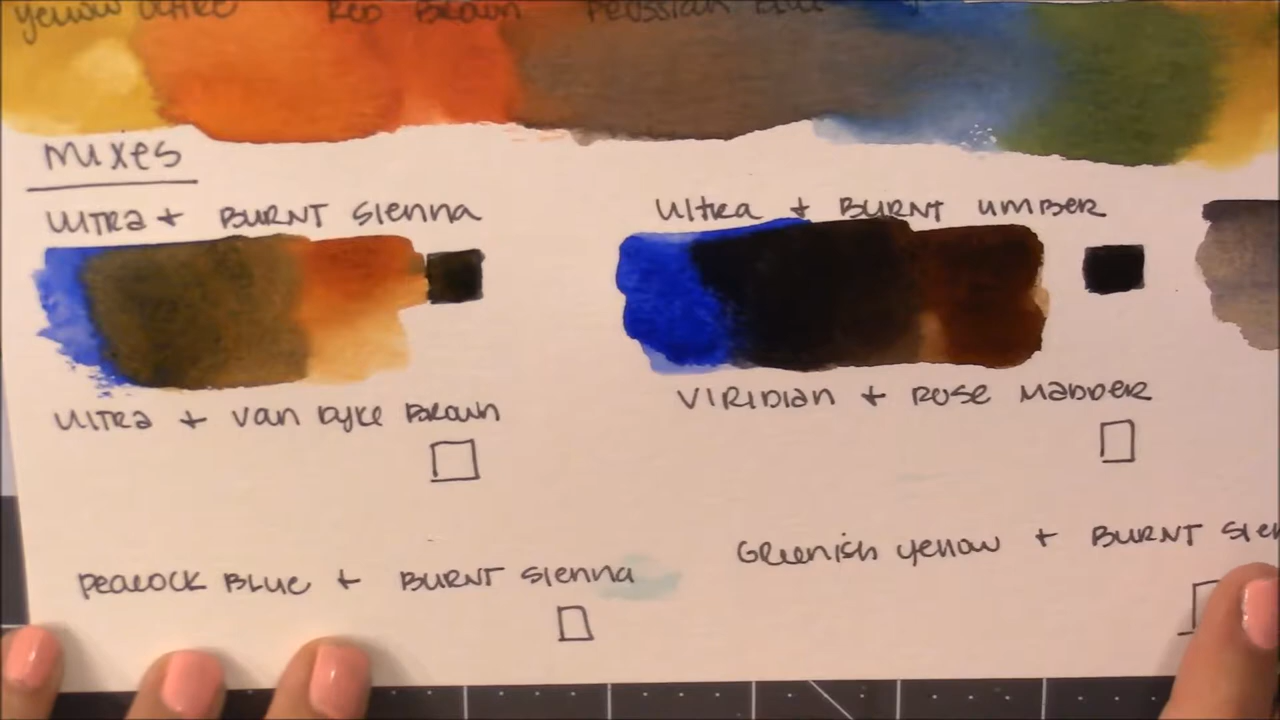 Yellow Ochre Red Brown Prussian Blue
Mixes
Ultra + Burnt Sienna
Ultra + Burnt Umber
Ultra + Van Dyke Brown
Viridian + Rose Madder
Peacock Blue + Burnt Sienna
Greenish Yellow + Burnt Sien